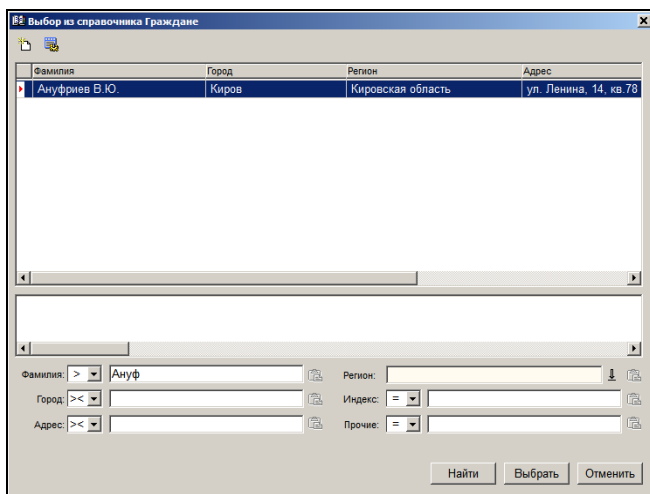 Выбор из справочника Граждане
Фамилия Город Регион Адрес
Ануфриев В.Ю. Киров Кировская область ул. Ленина, 14, кв.78
Фамилия: > Ануф Регион:
Город: >< Индекс: =
Адрес: >< Прочие: =
Найти Выбрать Отменить